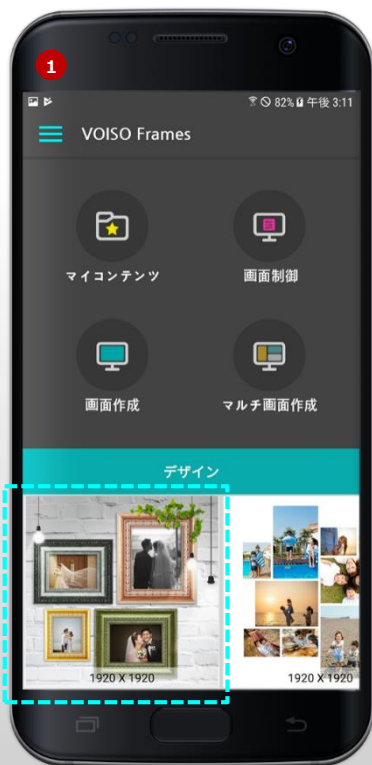 1
82% 午後 3:11
VOISO Frames
マイコンテンツ
画面制御
画面作成
マルチ画面作成
デザイン
1920 X 1920
1920 X 1920